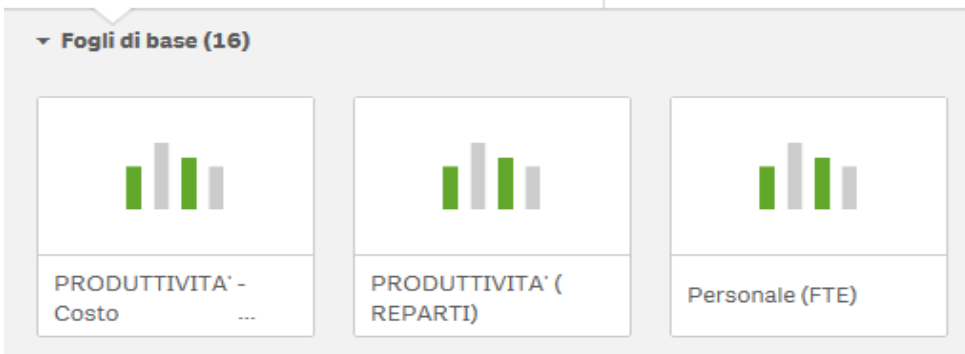 Fogli di base (16)
PRODUTTIVITA' -
Costo ...
PRODUTTIVITA' (
REPARTI)
Personale (FTE)